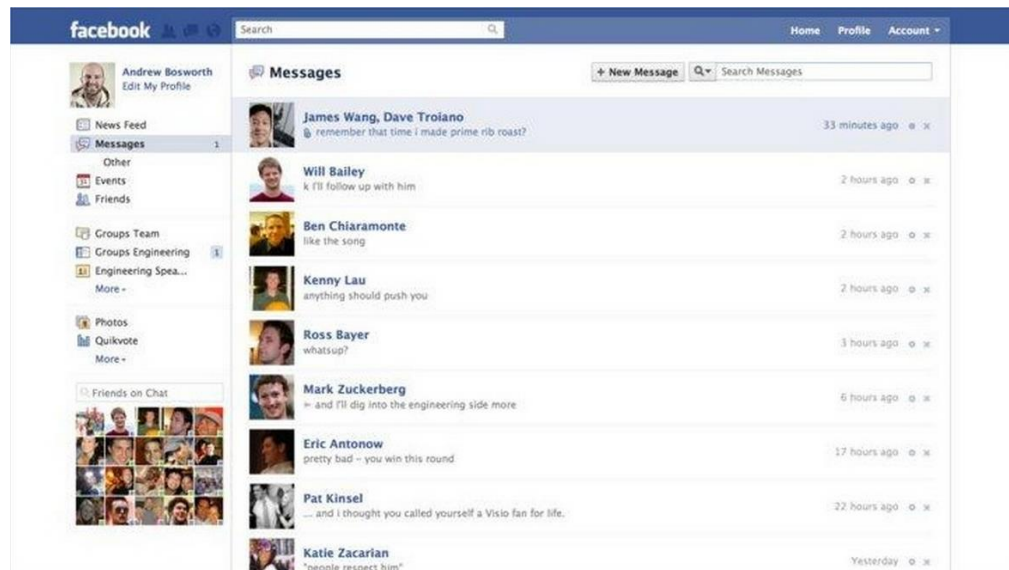 facebook
Search
Home Profile Account
Andrew Bosworth
Edit My Profile
News Feed
Messages 1
Other
Events
Friends
Groups Team
Groups Engineering 1
Engineering Spea...
More
Photos
Quikvote
More
Friends on Chat
Messages
+ New Message
Search Messages
James Wang, Dave Troiano
remember that time i made prime rib roast?
33 minutes ago
Will Bailey
k I'll follow up with him
2 hours ago
Ben Chiaramonte
like the song
2 hours ago
Kenny Lau
anything should push you
2 hours ago
Ross Bayer
whatsup?
3 hours ago
Mark Zuckerberg
and I'll dig into the engineering side more
6 hours ago
Eric Antonow
pretty bad – you win this round
17 hours ago
Pat Kinsel
... and i thought you called yourself a Visio fan for life.
22 hours ago
Katie Zacarian
"people respect him"
Yesterday